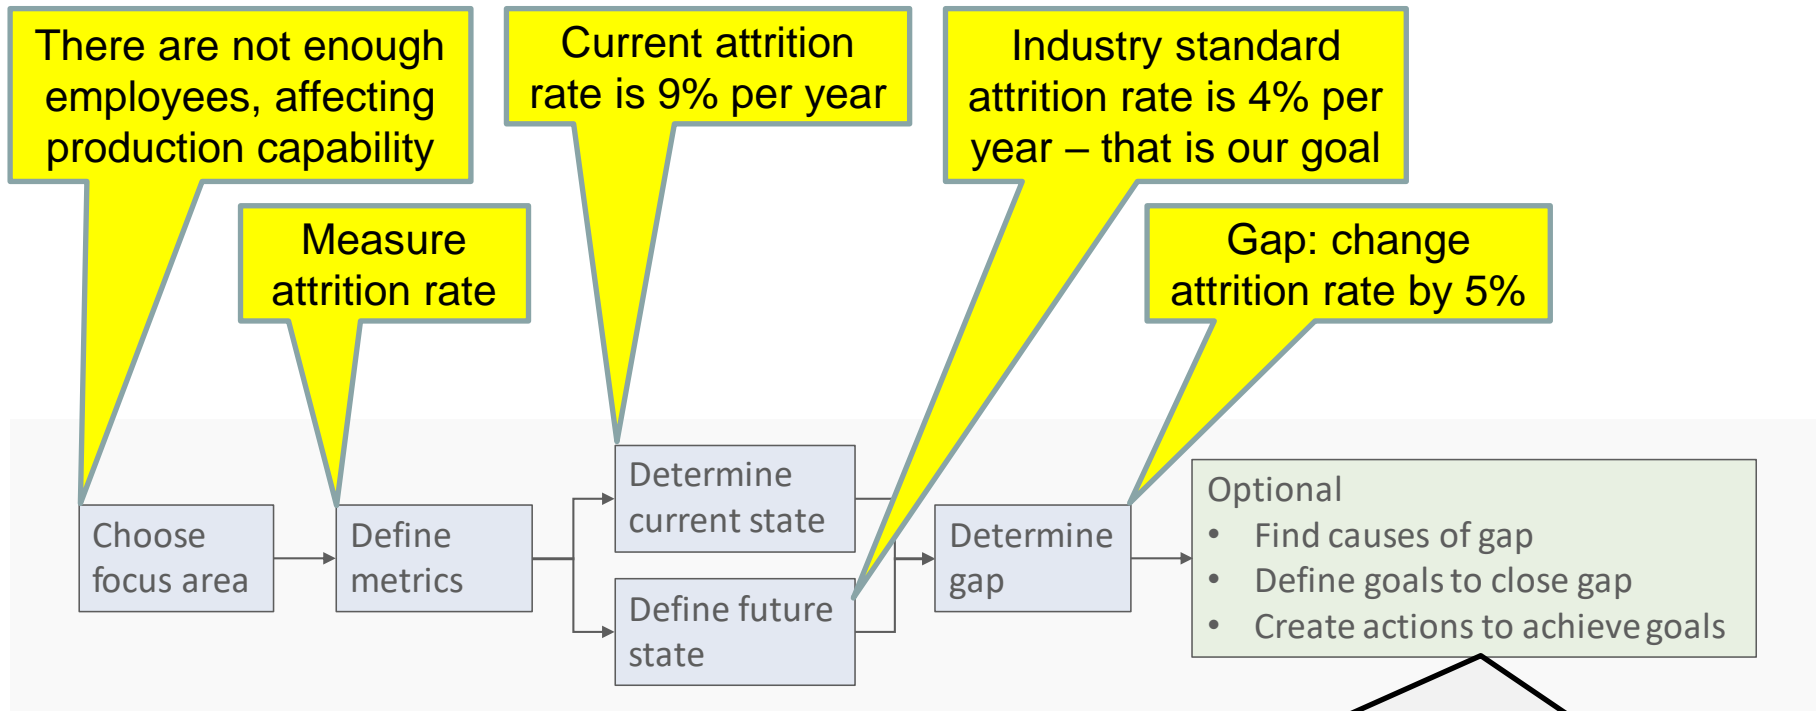 There are not enough
employees, affecting
production capability
Current attrition
rate is 9% per year
Industry standard
attrition rate is 4% per
year – that is our goal
Measure
attrition rate
Gap: change
attrition rate by 5%
Choose
focus area
Define
metrics
Determine
current state
Define future
state
Determine
gap
Optional
• Find causes of gap
• Define goals to close gap
• Create actions to achieve goals